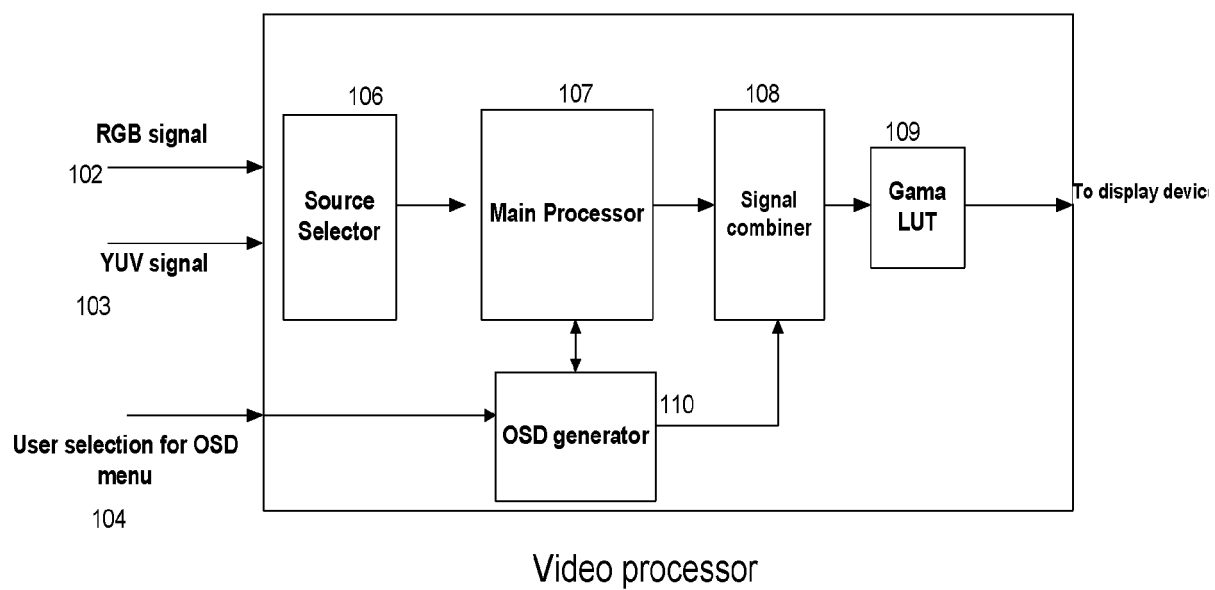 106
107
108
109
RGB signal
102
Source
Selector
Main Processor
Signal
combiner
Gama
LUT
To display device
YUV signal
103
110
OSD generator
User selection for OSD
menu
104
Video processor